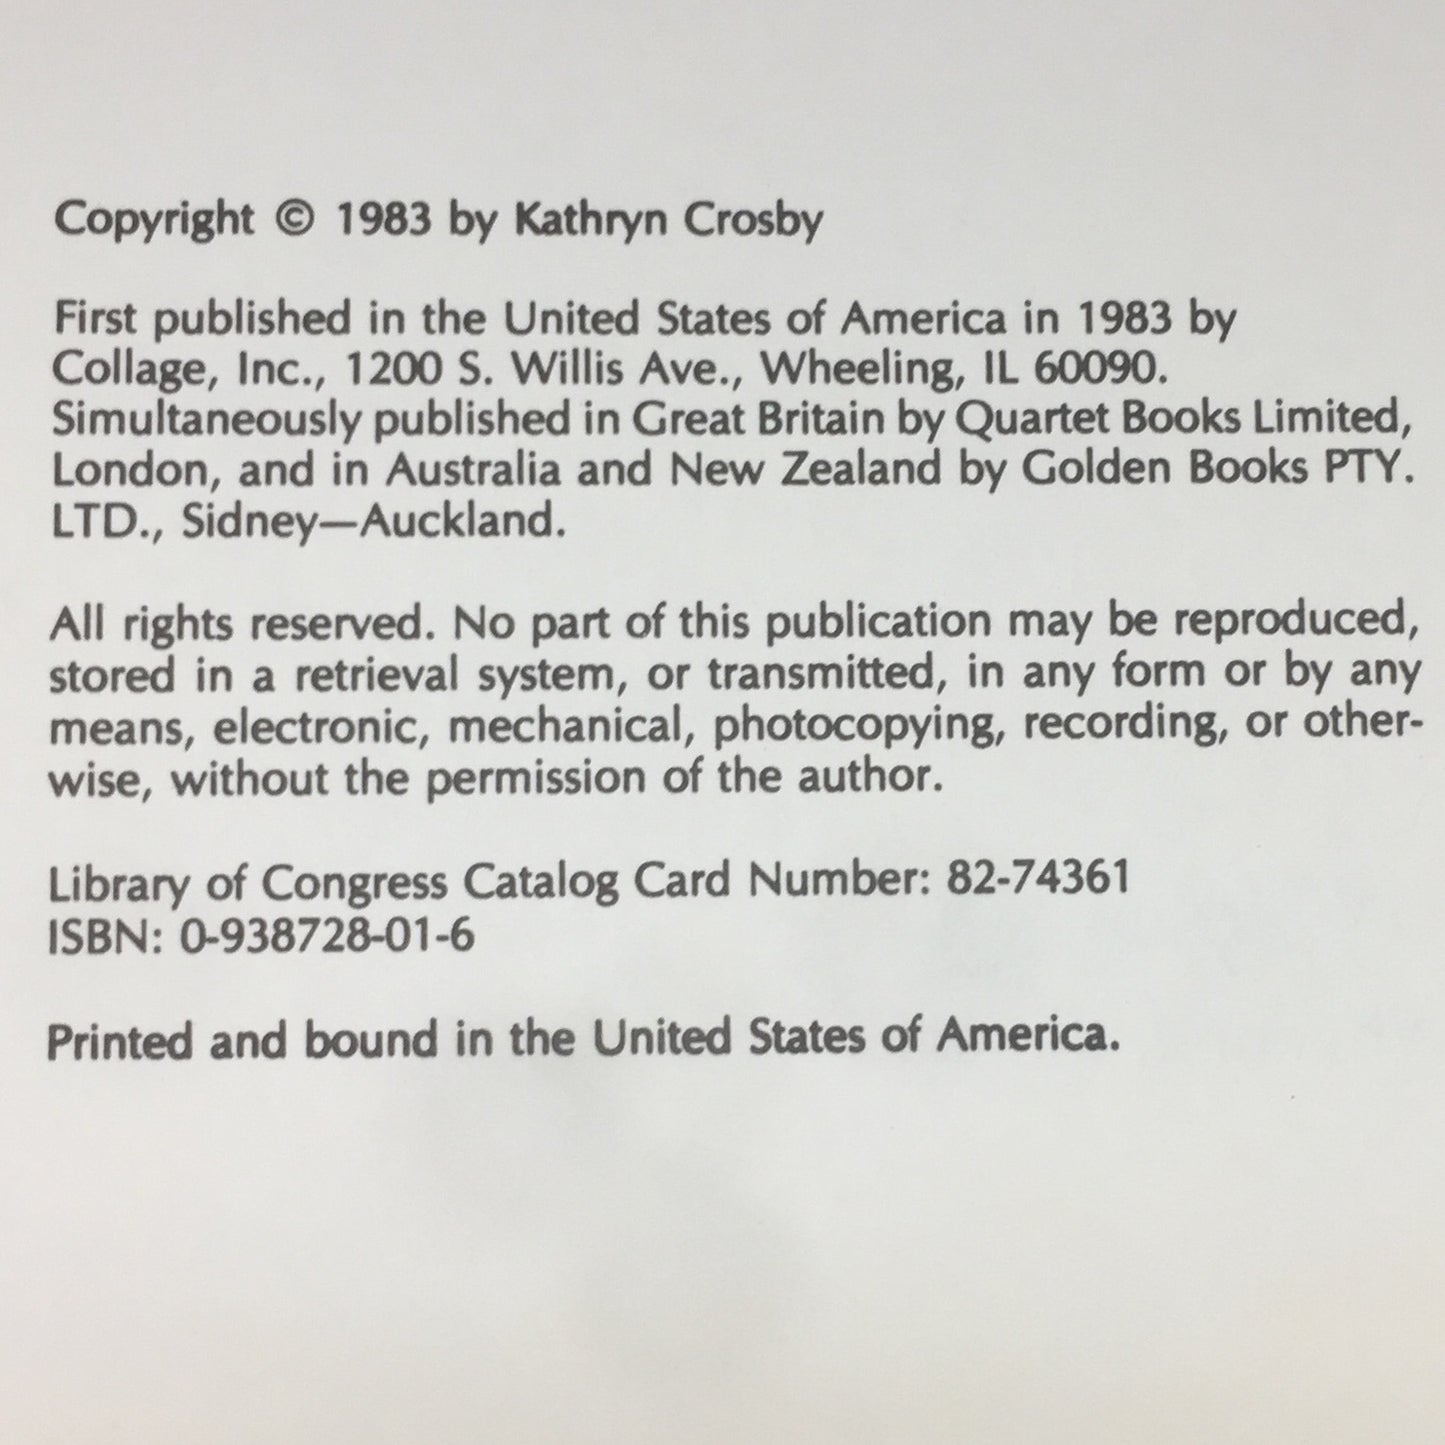 Copyright © 1983 by Kathryn Crosby
First published in the United States of America in 1983 by
Collage, Inc., 1200 S. Willis Ave., Wheeling, IL 60090.
Simultaneously published in Great Britain by Quartet Books Limited,
London, and in Australia and New Zealand by Golden Books PTY.
LTD., Sidney—Auckland.
All rights reserved. No part of this publication may be reproduced,
stored in a retrieval system, or transmitted, in any form or by any
means, electronic, mechanical, photocopying, recording, or other-
wise, without the permission of the author.
Library of Congress Catalog Card Number: 82-74361
ISBN: 0-938728-01-6
Printed and bound in the United States of America.